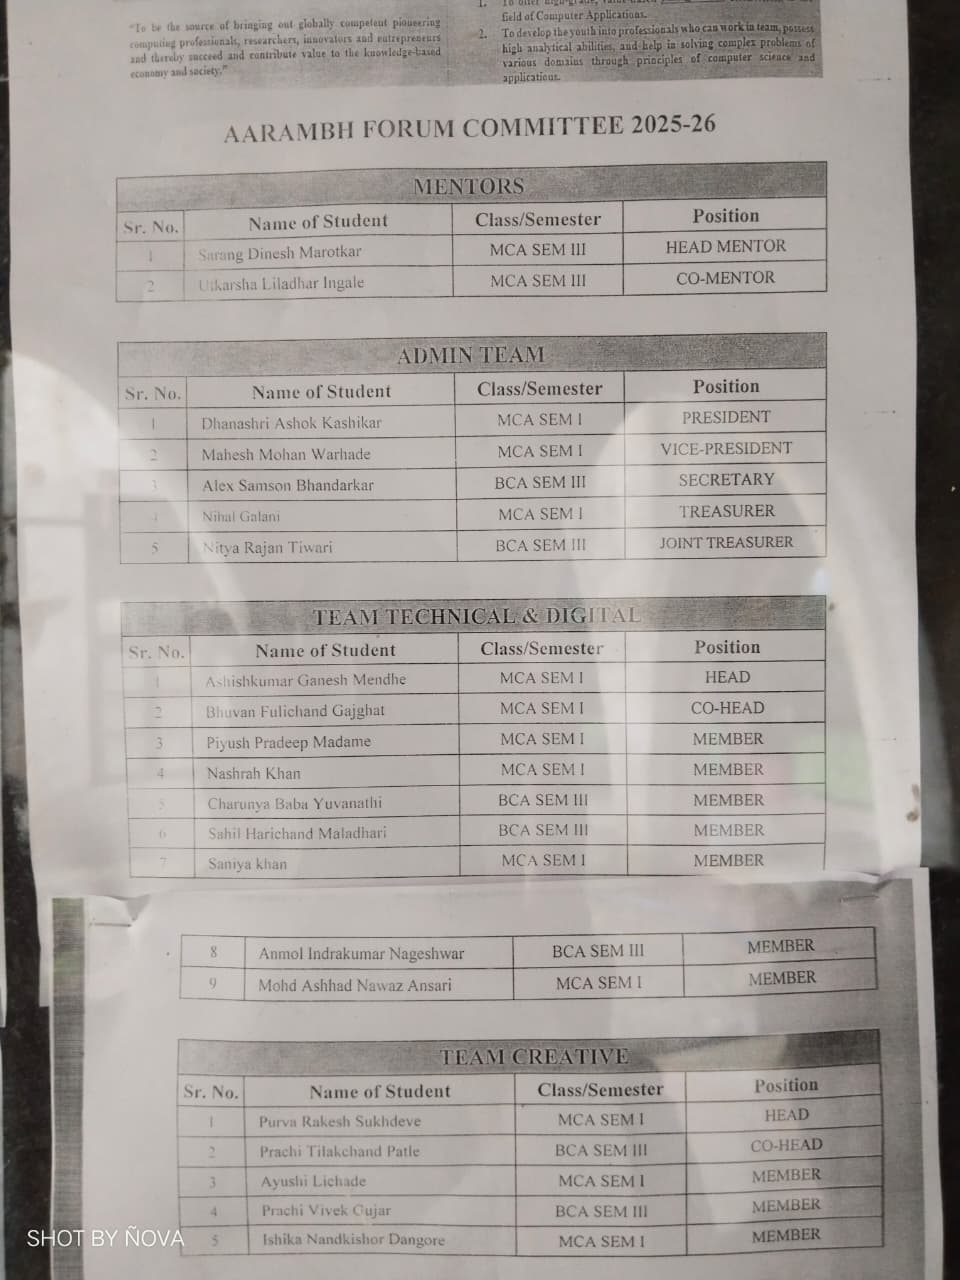 "To be the source of bringing out globally competent pioneering
computing professionals, researchers, innovators and entrepreneurs
and thereby succeed and contribute value to the knowledge-based
economy and society."
1. To offer high-grade, value-based
field of Computer Applications.
2. To develop the youth into professionals who can work in team, possess
high analytical abilities, and help in solving complex problems of
various domains through principles of computer science and
applications.
AARAMBH FORUM COMMITTEE 2025-26
MENTORS
Sr. No. Name of Student Class/Semester Position
1 Sarang Dinesh Marotkar MCA SEM III HEAD MENTOR
2 Utkarsha Liladhar Ingale MCA SEM III CO-MENTOR
ADMIN TEAM
Sr. No. Name of Student Class/Semester Position
1 Dhanashri Ashok Kashikar MCA SEM I PRESIDENT
2 Mahesh Mohan Warhade MCA SEM I VICE-PRESIDENT
3 Alex Samson Bhandarkar BCA SEM III SECRETARY
4 Nihal Galani MCA SEM I TREASURER
5 Nitya Rajan Tiwari BCA SEM III JOINT TREASURER
TEAM TECHNICAL & DIGITAL
Sr. No. Name of Student Class/Semester Position
1 Ashishkumar Ganesh Mendhe MCA SEM I HEAD
2 Bhuvan Fulichand Gajghat MCA SEM I CO-HEAD
3 Piyush Pradeep Madame MCA SEM I MEMBER
4 Nashrah Khan MCA SEM I MEMBER
5 Charunya Baba Yuvanathi BCA SEM III MEMBER
6 Sahil Harichand Maladhari BCA SEM III MEMBER
7 Saniya khan MCA SEM I MEMBER
8 Anmol Indrakumar Nageshwar BCA SEM III MEMBER
9 Mohd Ashhad Nawaz Ansari MCA SEM I MEMBER
TEAM CREATIVE
Sr. No. Name of Student Class/Semester Position
1 Purva Rakesh Sukhdeve MCA SEM I HEAD
2 Prachi Tilakchand Patle BCA SEM III CO-HEAD
3 Ayushi Lichade MCA SEM I MEMBER
4 Prachi Vivek Gujar BCA SEM III MEMBER
5 Ishika Nandkishor Dangore MCA SEM I MEMBER
SHOT BY ÑOVA